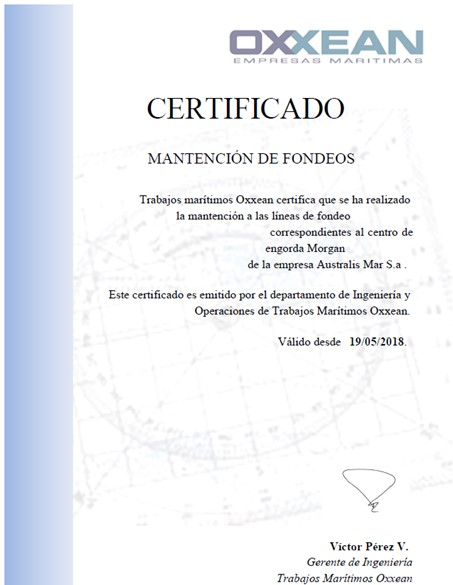 OXXEAN
EMPRESAS MARITIMAS
CERTIFICADO
MANTENCIÓN DE FONDEOS
Trabajos marítimos Oxxean certifica que se ha realizado
la mantención a las líneas de fondeo
correspondientes al centro de
engorda Morgan
de la empresa Australis Mar S.a .
Este certificado es emitido por el departamento de Ingeniería y
Operaciones de Trabajos Marítimos Oxxean.
Válido desde 19/05/2018.
Víctor Pérez V.
Gerente de Ingeniería
Trabajos Marítimos Oxxean